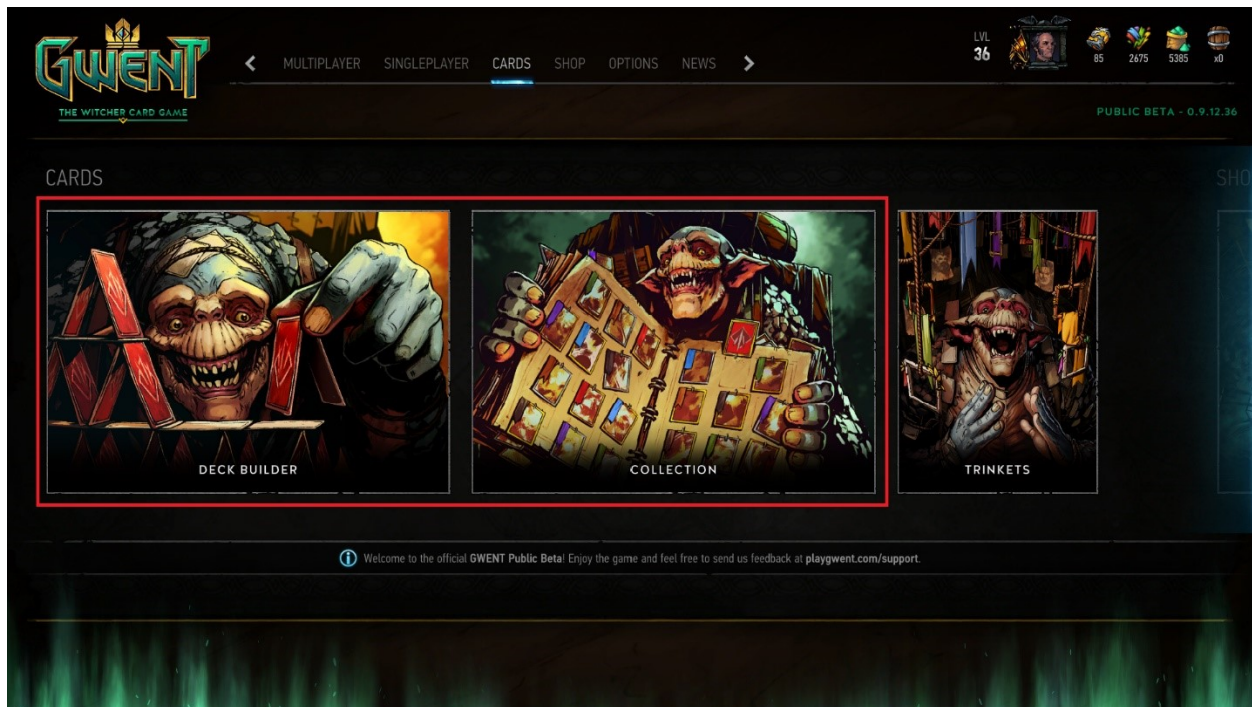 GWENT
THE WITCHER CARD GAME
MULTIPLAYER SINGLEPLAYER CARDS SHOP OPTIONS NEWS
LVL
36
85 2675 5385 x0
PUBLIC BETA - 0.9.12.36
CARDS
SHO
DECK BUILDER
COLLECTION
TRINKETS
Welcome to the official GWENT Public Beta! Enjoy the game and feel free to send us feedback at playgwent.com/support.